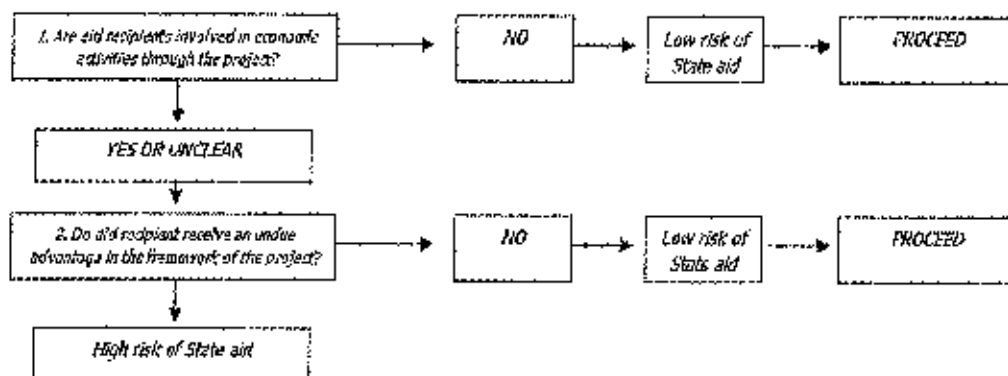 1. Are aid recipients involved in economic
activities through the project?
NO
Low risk of
State aid
PROCEED
YES OR UNCLEAR
2. Do aid recipient receive an undue
advantage in the framework of the project?
NO
Low risk of
State aid
PROCEED
High risk of State aid